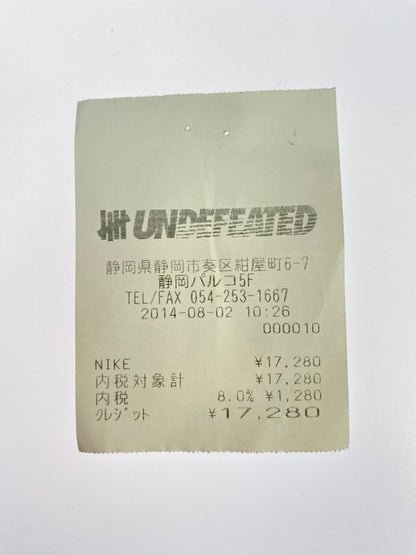 UNDEFEATED
静岡県静岡市葵区紺屋町6-7
静岡パルコ5F
TEL/FAX 054-253-1667
2014-08-02 10:26
000010
NIKE ¥17,280
内税対象計 ¥17,280
内税 8.0% ¥1,280
ｸﾚｼﾞｯﾄ ¥17,280